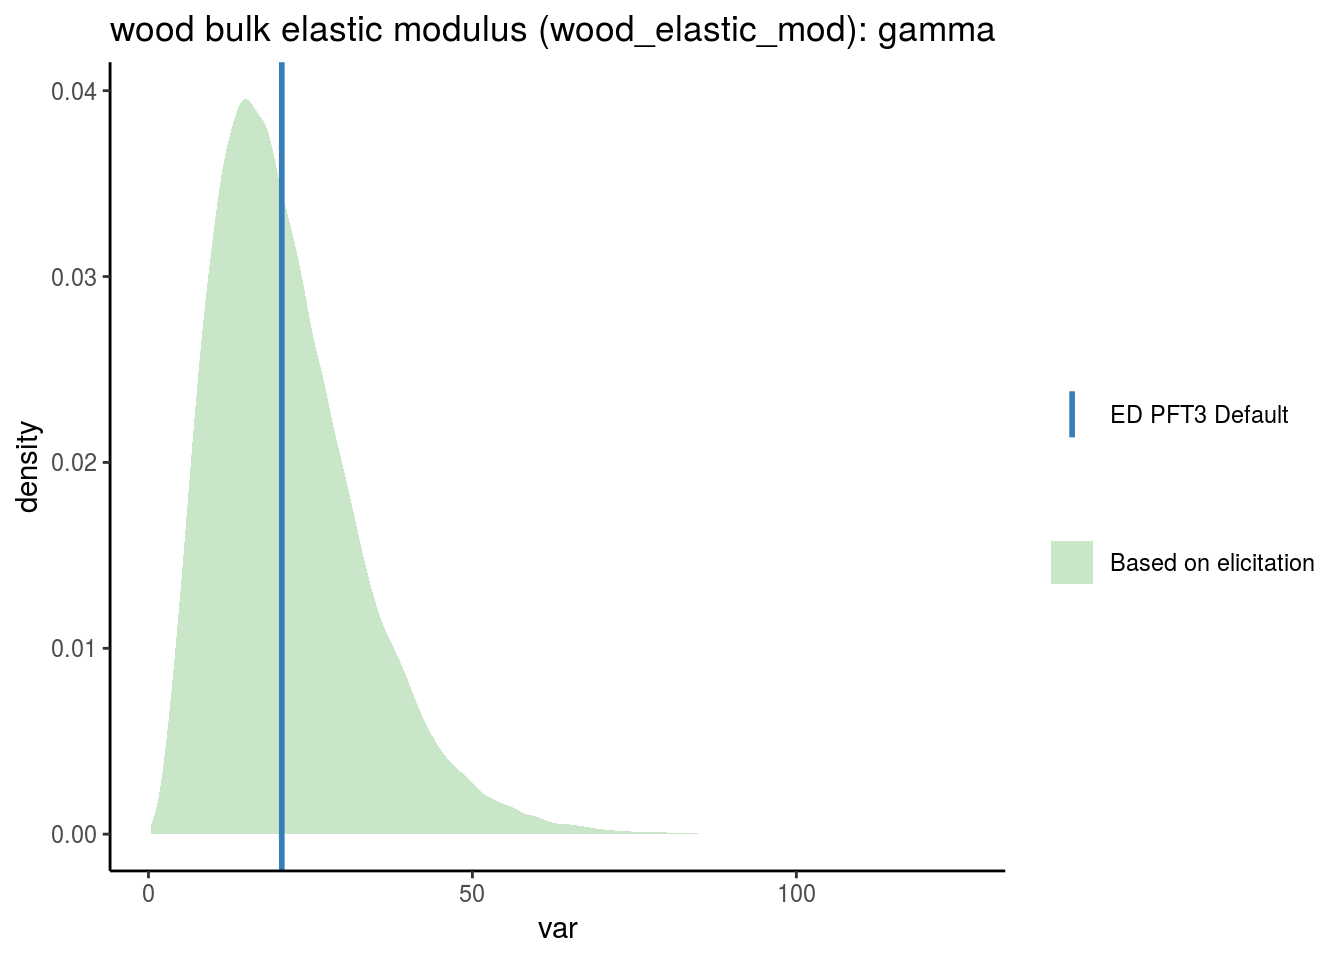 wood bulk elastic modulus (wood_elastic_mod): gamma
0.04
0.03
0.02
0.01
0.00
density
0
50
100
var
ED PFT3 Default
Based on elicitation